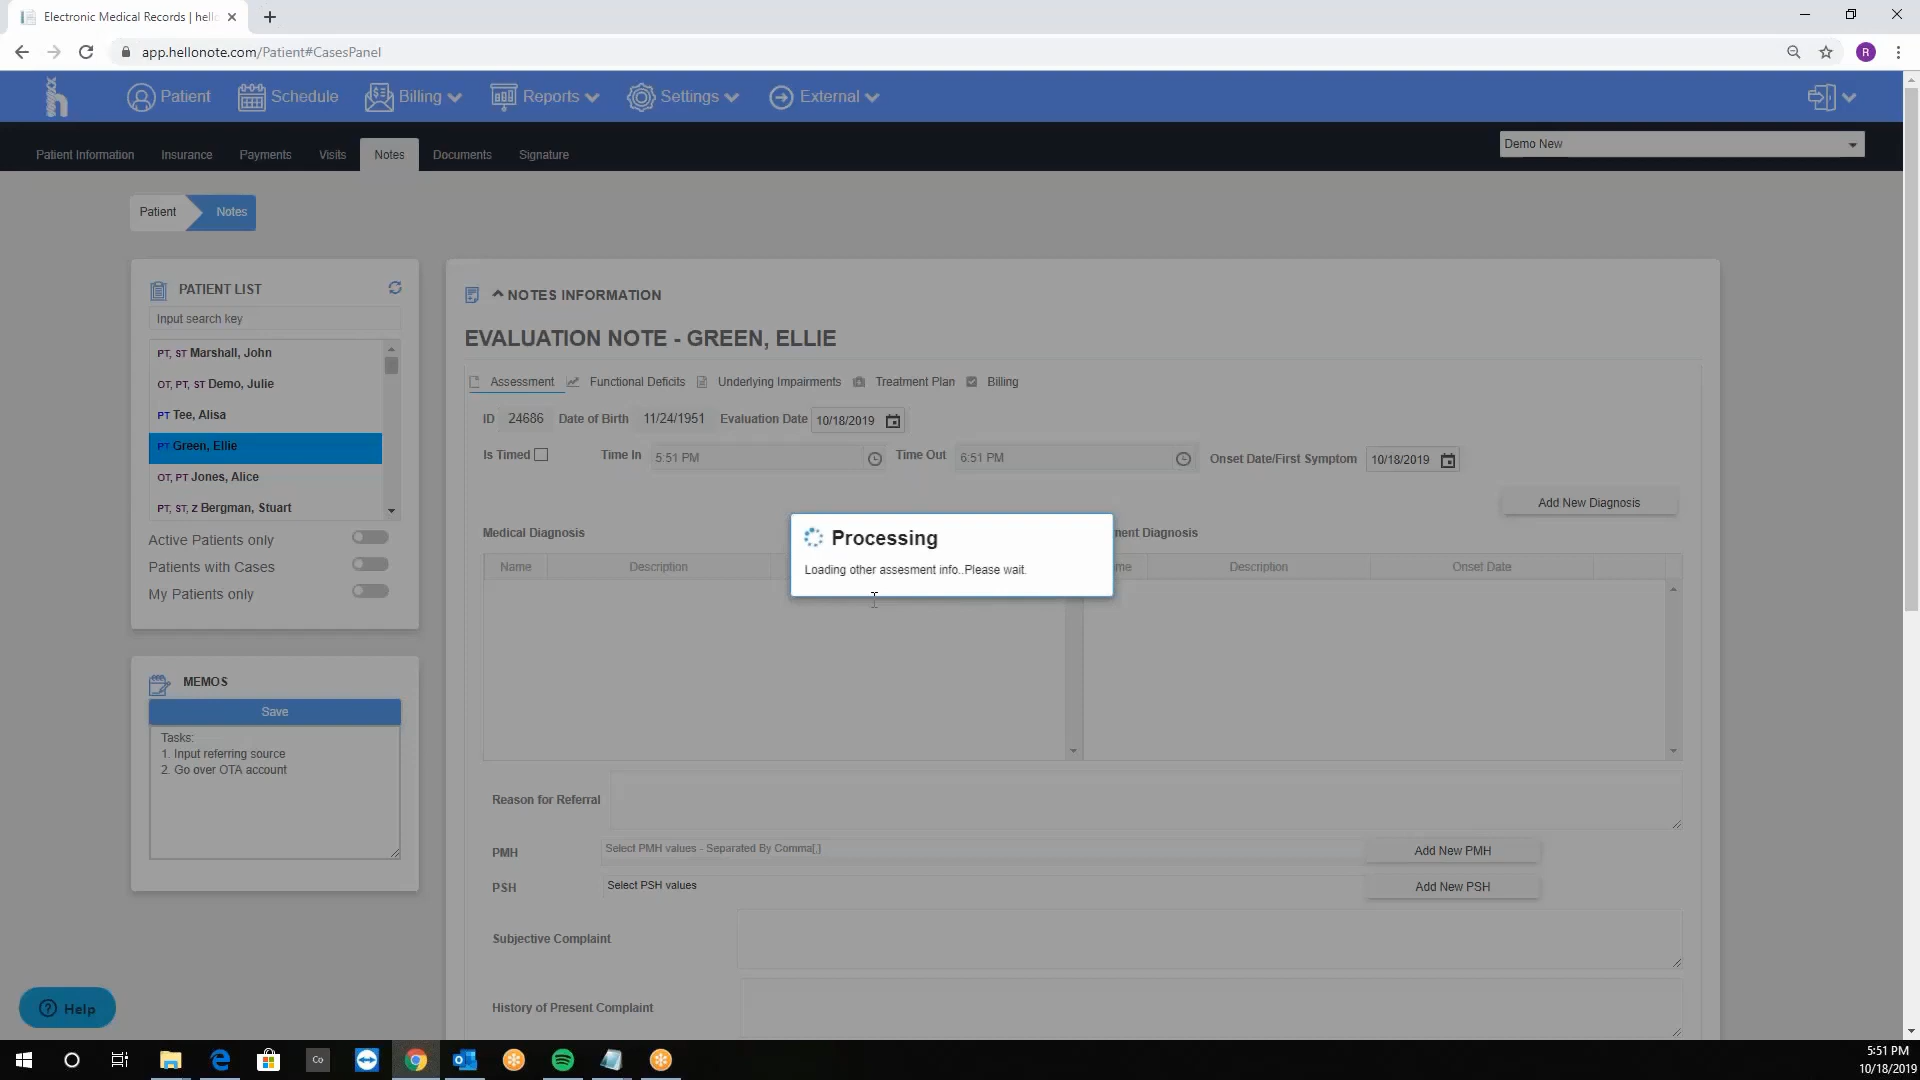 Electronic Medical Records | hello
app.hellonote.com/Patient#CasesPanel
R
Patient Schedule Billing Reports Settings External
Patient Information Insurance Payments Visits Notes Documents Signature
Demo New
Patient Notes
PATIENT LIST
Input search key
PT, ST Marshall, John
OT, PT, ST Demo, Julie
PT Tee, Alisa
PT Green, Ellie
OT, PT Jones, Alice
PT, ST, Z Bergman, Stuart
Active Patients only
Patients with Cases
My Patients only
MEMOS
Save
Tasks:
1. Input referring source
2. Go over OTA account
Help
NOTES INFORMATION
EVALUATION NOTE - GREEN, ELLIE
Assessment Functional Deficits Underlying Impairments Treatment Plan Billing
ID 24686 Date of Birth 11/24/1951 Evaluation Date 10/18/2019
Is Timed Time In 5:51 PM Time Out 6:51 PM Onset Date/First Symptom 10/18/2019
Add New Diagnosis
Medical Diagnosis ment Diagnosis
Name Description me Description Onset Date
Processing
Loading other assesment info..Please wait.
Reason for Referral
PMH Select PMH values - Separated By Comma[,] Add New PMH
PSH Select PSH values Add New PSH
Subjective Complaint
History of Present Complaint
Co
5:51 PM
10/18/2019